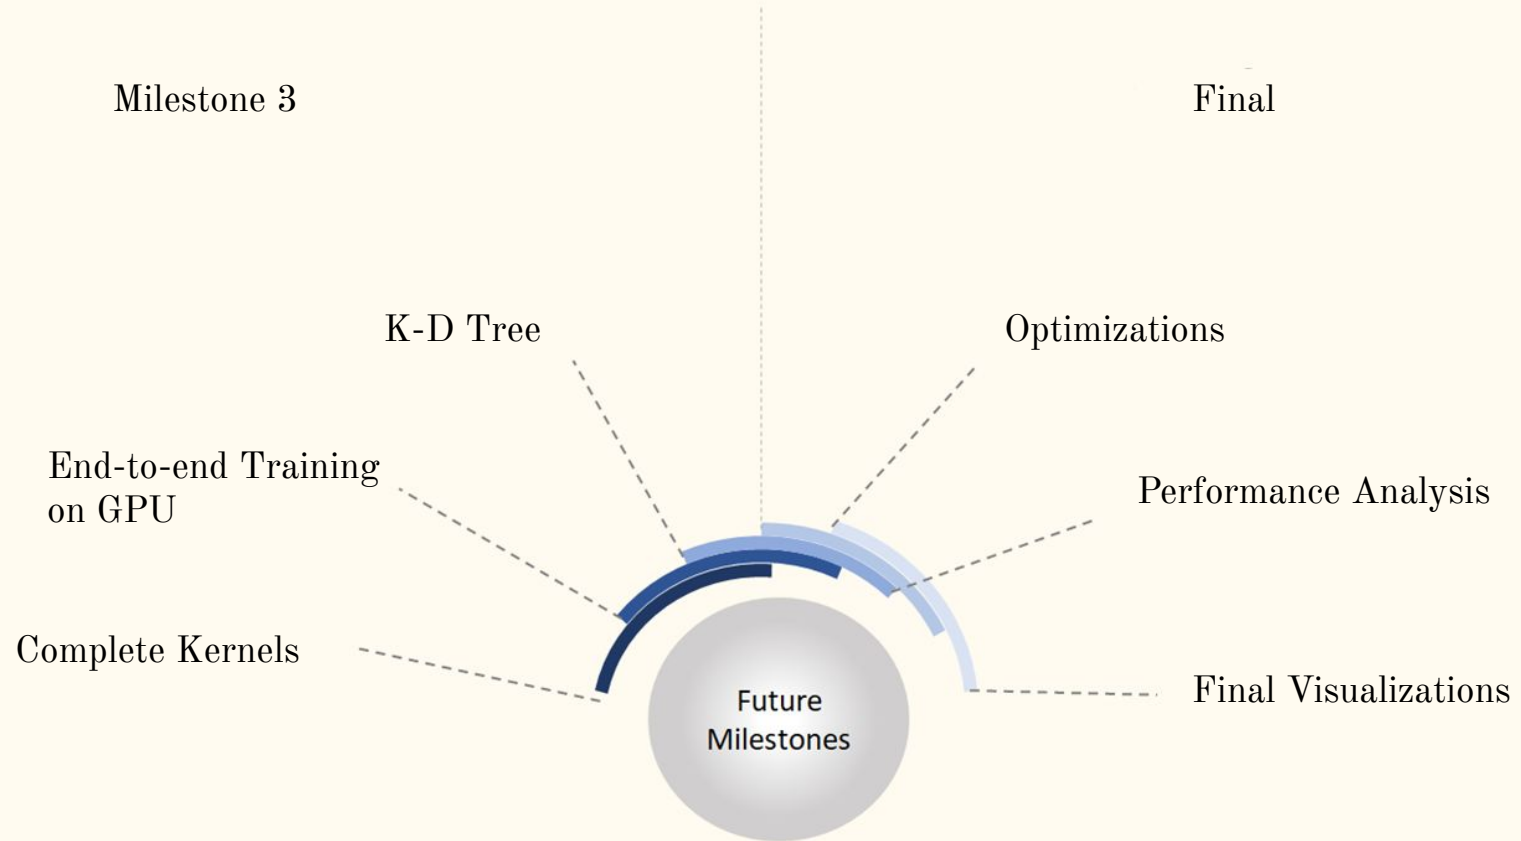 Milestone 3
Final
K-D Tree
Optimizations
End-to-end Training
on GPU
Performance Analysis
Complete Kernels
Final Visualizations
Future
Milestones